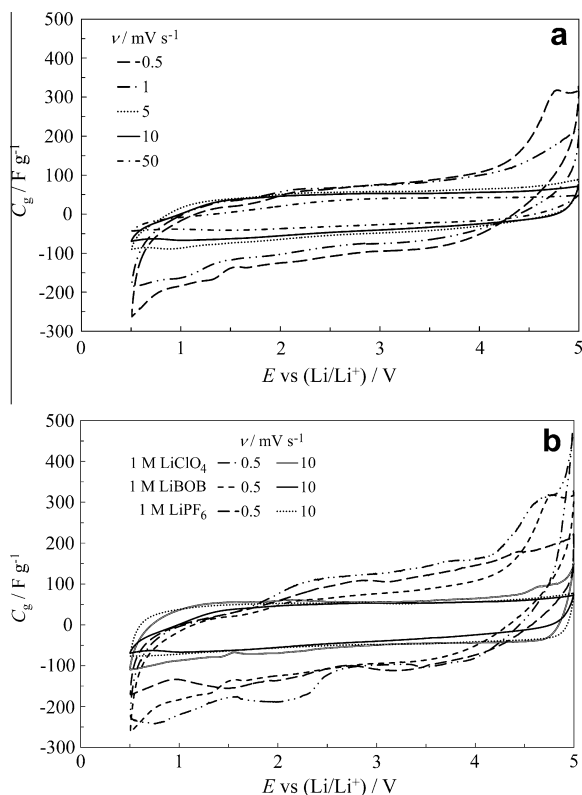 a
ν / mV s⁻¹
0.5
1
5
10
50
500
400
300
200
100
0
-100
-200
-300
C_g / F g⁻¹
0 1 2 3 4 5
E vs (Li/Li⁺) / V
b
ν / mV s⁻¹
1 M LiClO₄ 0.5 10
1 M LiBOB 0.5 10
1 M LiPF₆ 0.5 10
500
400
300
200
100
0
-100
-200
-300
C_g / F g⁻¹
0 1 2 3 4 5
E vs (Li/Li⁺) / V